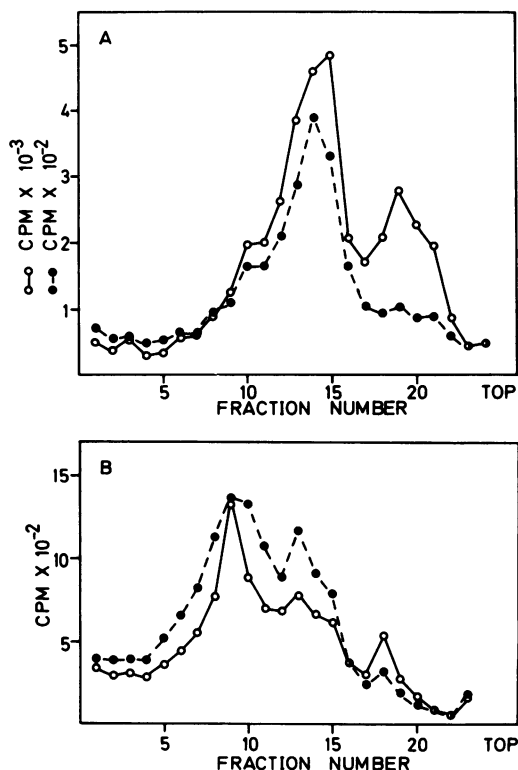 A
5
4
3
2
1
CPM X 10⁻³
CPM X 10⁻²
5 10 15 20 TOP
FRACTION NUMBER
B
15
10
5
CPM X 10⁻²
5 10 15 20 TOP
FRACTION NUMBER